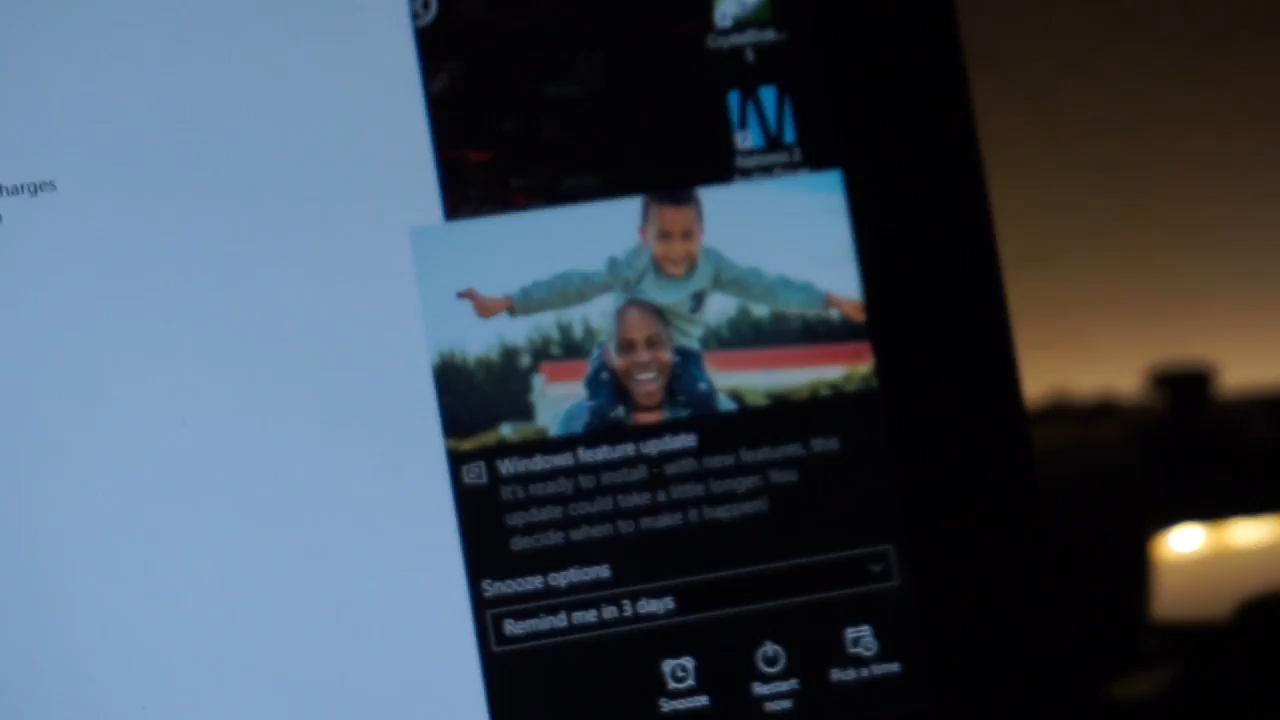 harges
Windows feature update
It's ready to install - with new features, this
update could take a little longer. You
decide when to make it happen!
Snooze options
Remind me in 3 days
Snooze
Restart
now
Pick a time